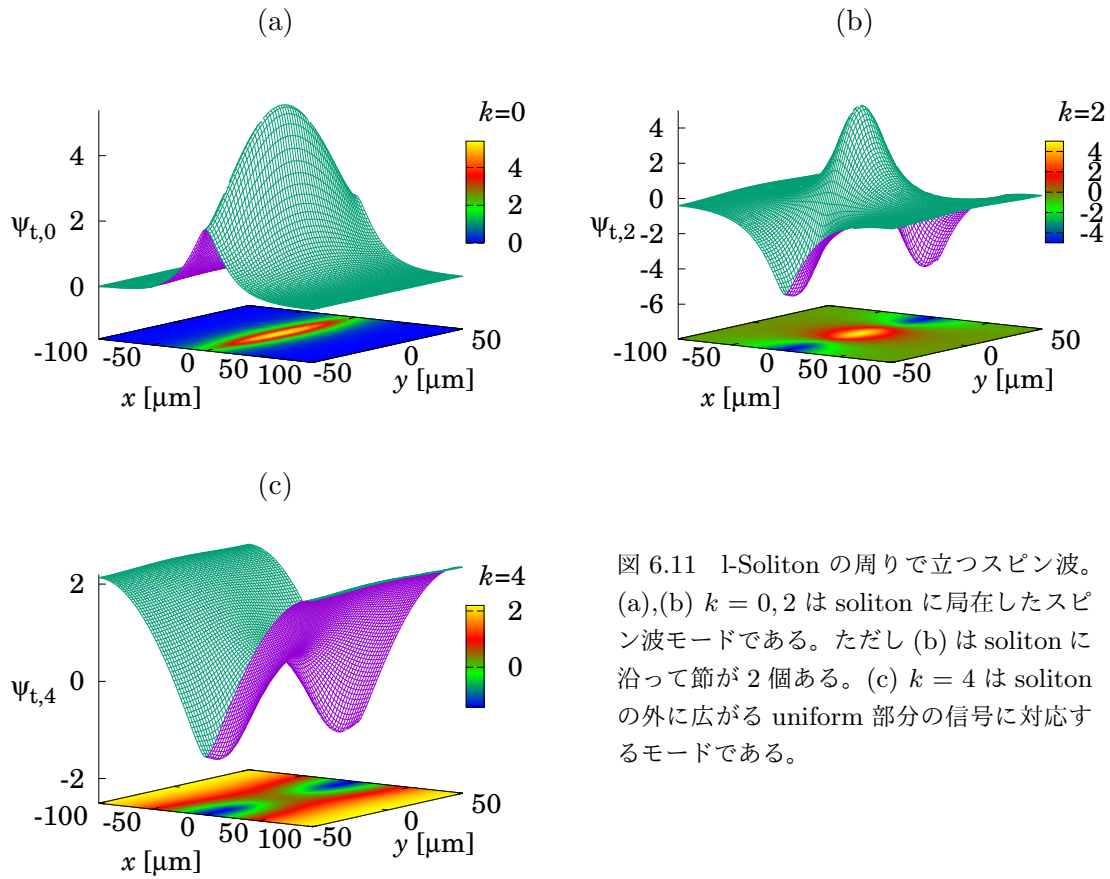 (a)
k=0
4
2
0
ψt,0
4
2
0
-100
-50
0
50
100
x [μm]
-50
0
50
y [μm]
(b)
k=2
4
2
0
-2
-4
-6
ψt,2
4
2
0
-2
-4
-100
-50
0
50
100
x [μm]
-50
0
50
y [μm]
(c)
k=4
2
0
-2
ψt,4
2
0
-100
-50
0
50
100
x [μm]
-50
0
50
y [μm]
図 6.11 l-Soliton の周りで立つスピン波。
(a),(b) k = 0, 2 は soliton に局在したスピ
ン波モードである。ただし (b) は soliton に
沿って節が 2 個ある。(c) k = 4 は soliton
の外に広がる uniform 部分の信号に対応す
るモードである。